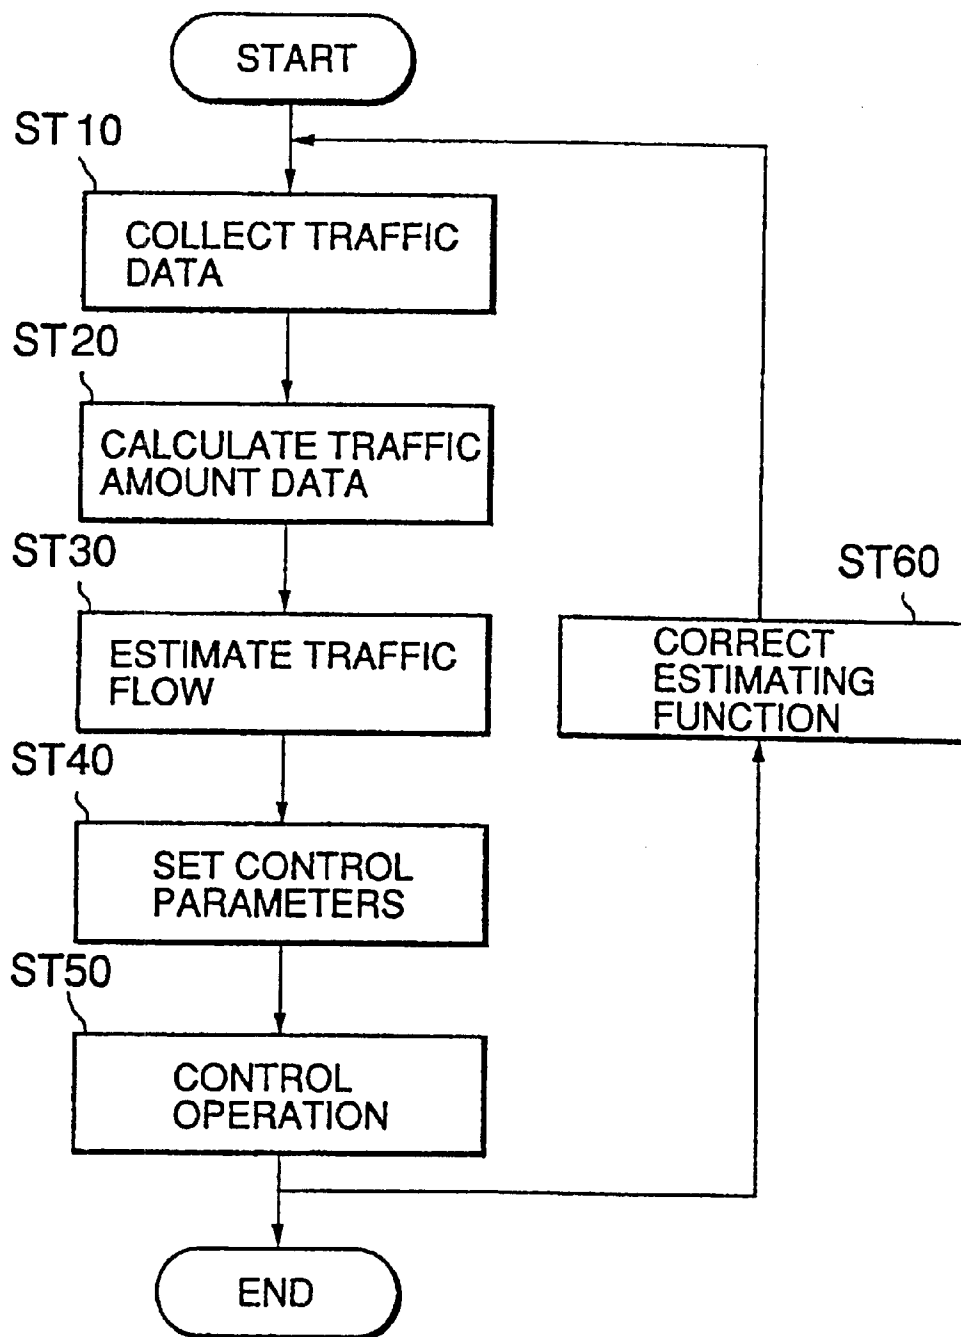 START
ST10
COLLECT TRAFFIC
DATA
ST20
CALCULATE TRAFFIC
AMOUNT DATA
ST30
ESTIMATE TRAFFIC
FLOW
ST60
CORRECT
ESTIMATING
FUNCTION
ST40
SET CONTROL
PARAMETERS
ST50
CONTROL
OPERATION
END